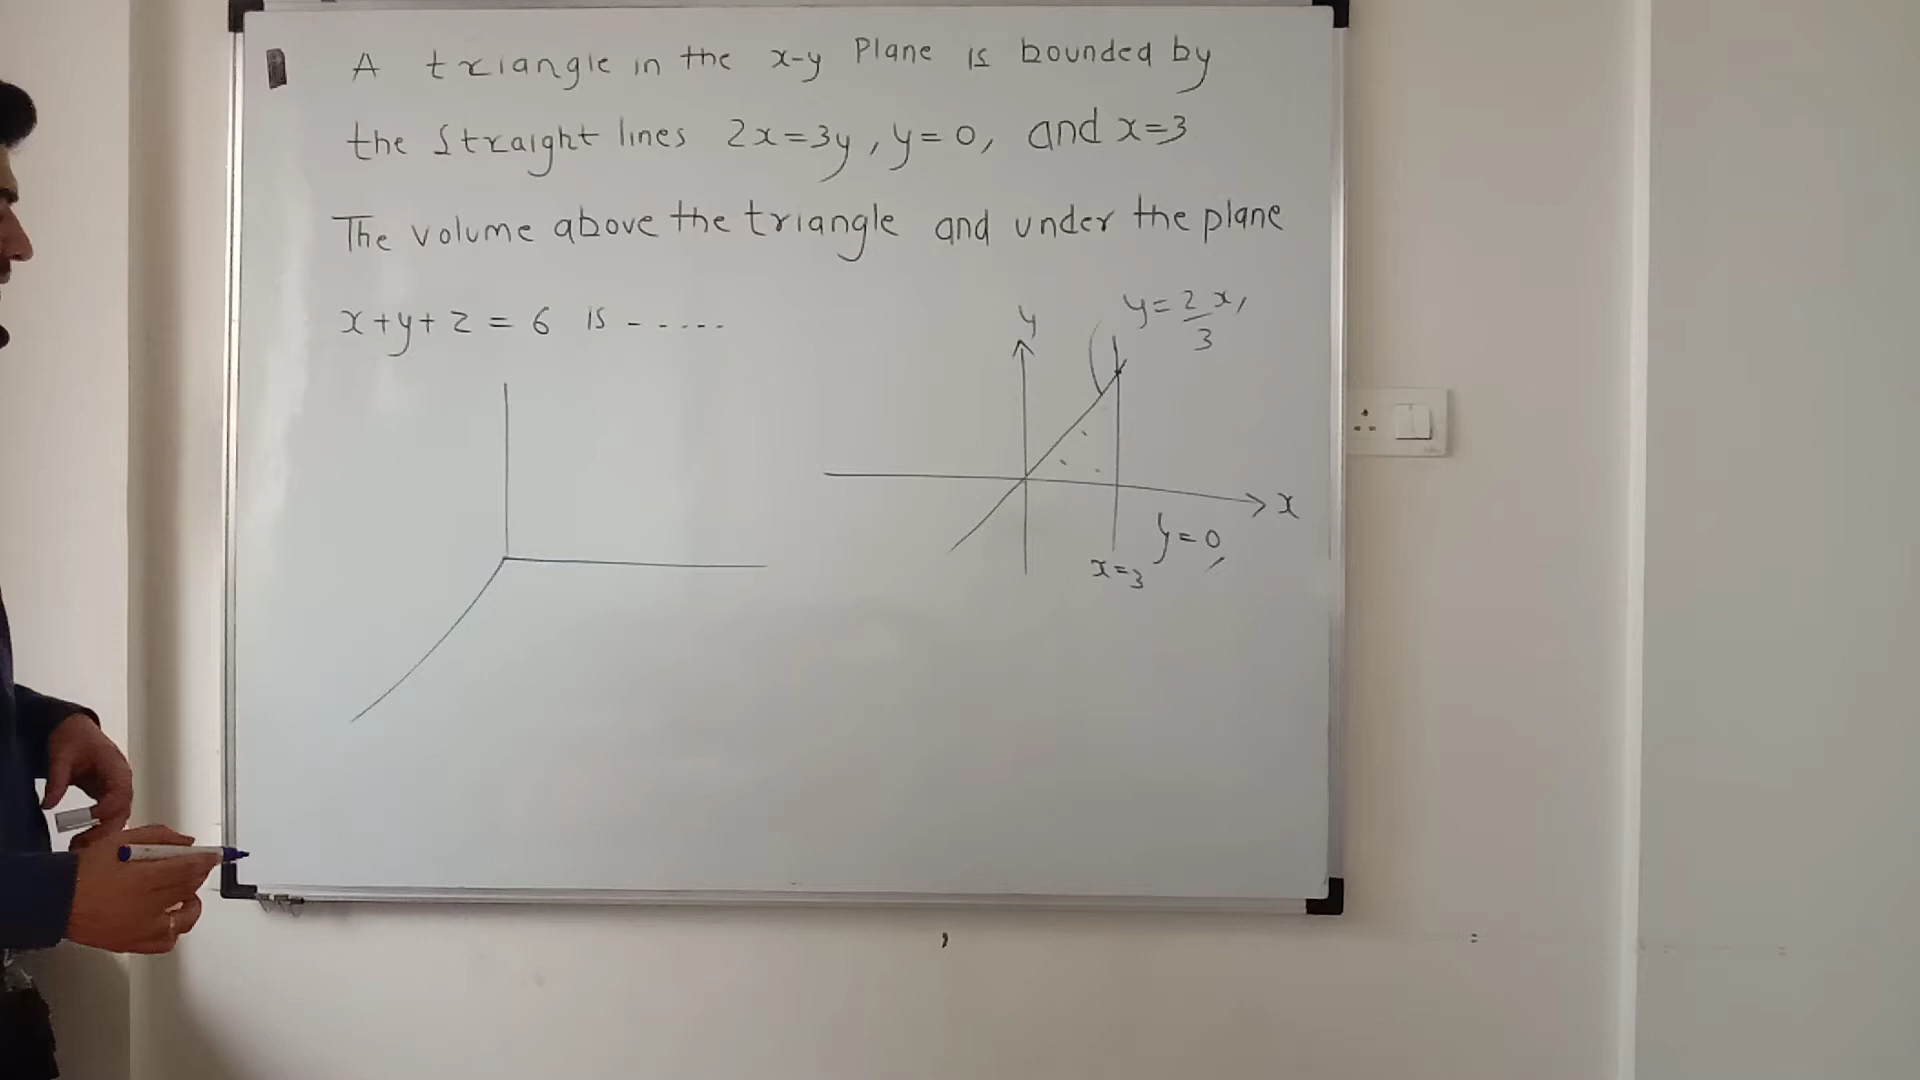 A triangle in the x-y Plane is bounded by
the straight lines 2x=3y, y=0, and x=3
The volume above the triangle and under the plane
x+y+z = 6 is - - - - - -
y
y=2x/3,
x
y=0,
x=3